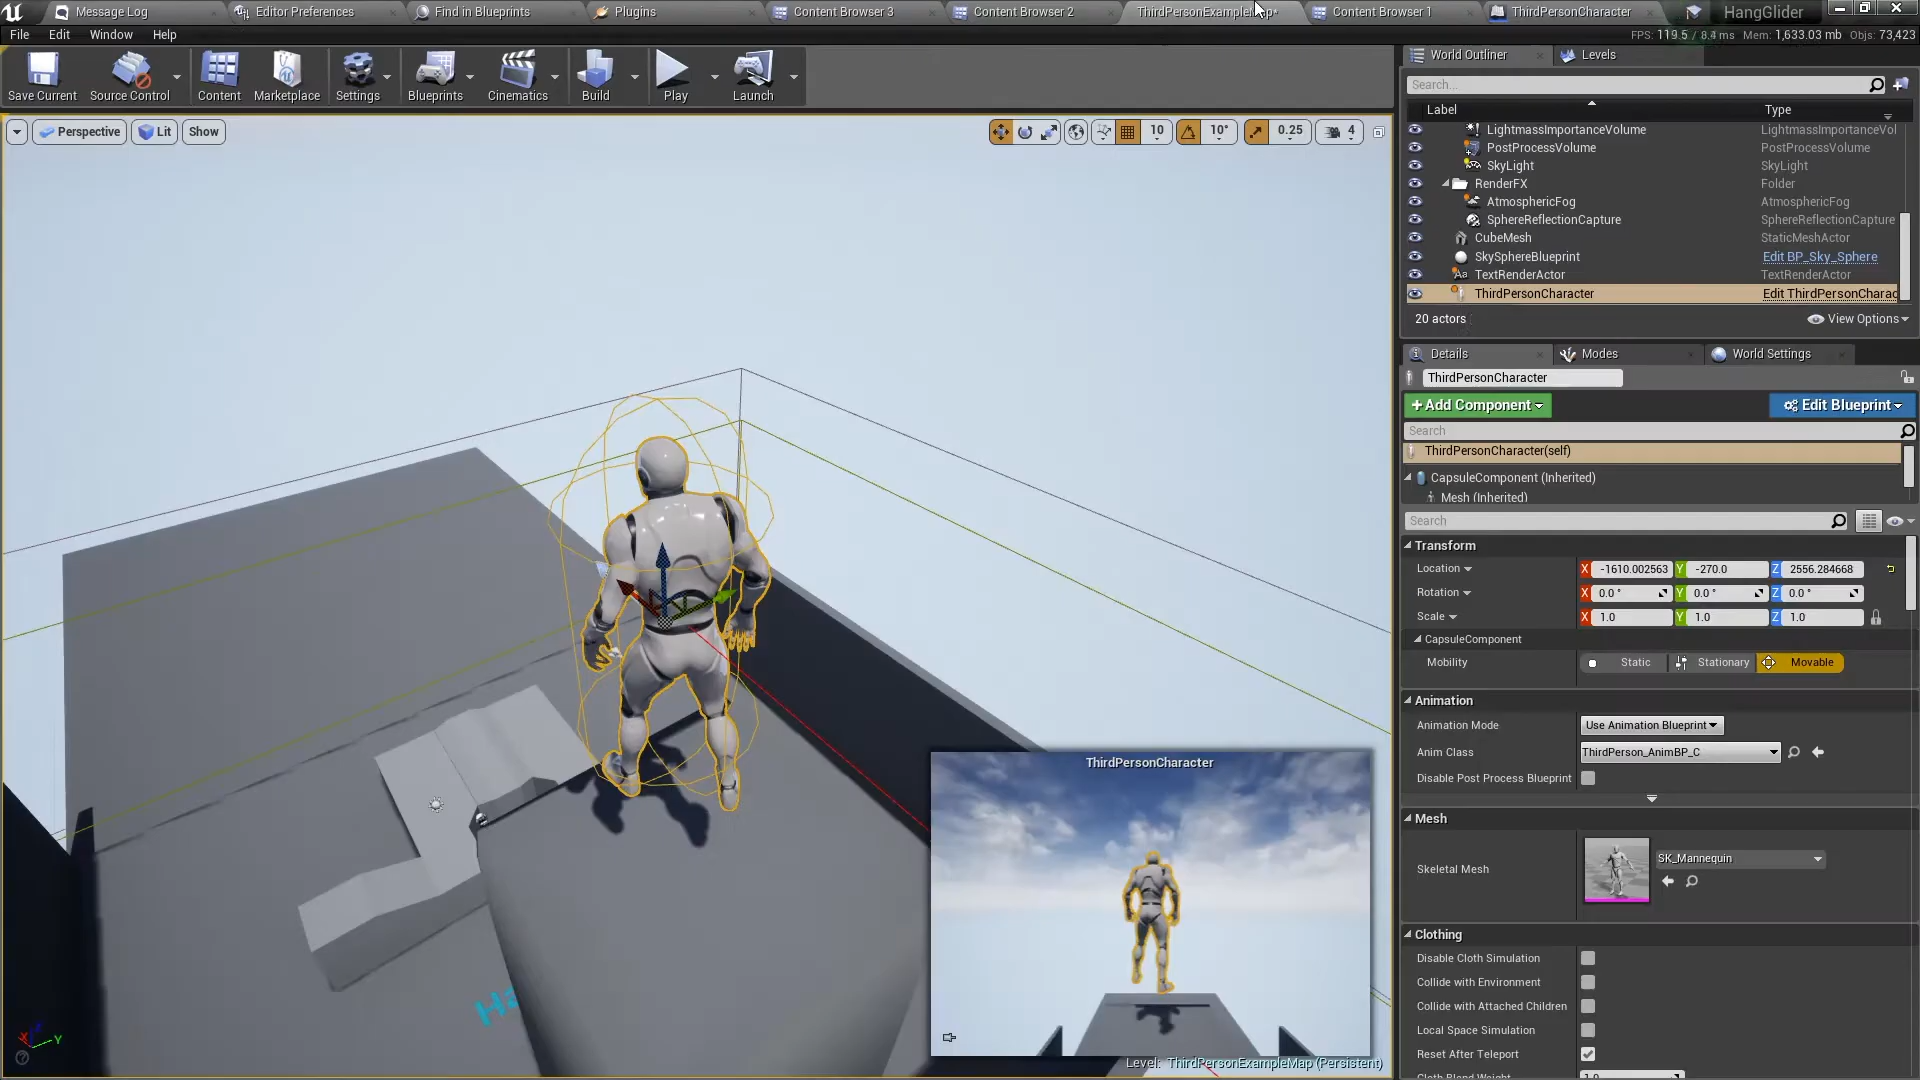 Message Log
Editor Preferences
Find in Blueprints
Plugins
Content Browser 3
Content Browser 2
Content Browser 1
ThirdPersonCharacter
HangGlider
File Edit Window Help
FPS: 119.5 / 8.4 ms Mem: 1,633.03 mb Objs: 73,423
Save Current
Source Control
Content
Marketplace
Settings
Blueprints
Cinematics
Build
Play
Launch
World Outliner
Levels
Search...
Label Type
Perspective Lit Show
10 10° 0.25 4
LightmassImportanceVolume LightmassImportanceVol
PostProcessVolume PostProcessVolume
SkyLight SkyLight
RenderFX Folder
AtmosphericFog AtmosphericFog
SphereReflectionCapture SphereReflectionCapture
CubeMesh StaticMeshActor
SkySphereBlueprint Edit BP_Sky_Sphere
TextRenderActor TextRenderActor
ThirdPersonCharacter Edit ThirdPersonCharac
20 actors View Options
Details Modes World Settings
ThirdPersonCharacter
+ Add Component Edit Blueprint
Search
ThirdPersonCharacter(self)
CapsuleComponent (Inherited)
Mesh (Inherited)
Search
Transform
Location X -1610.002563 Y -270.0 Z 2556.284668
Rotation X 0.0 ° Y 0.0 ° Z 0.0 °
Scale X 1.0 Y 1.0 Z 1.0
CapsuleComponent
Mobility Static Stationary Movable
Animation
Animation Mode Use Animation Blueprint
Anim Class ThirdPerson_AnimBP_C
Disable Post Process Blueprint
Mesh
Skeletal Mesh SK_Mannequin
Clothing
Disable Cloth Simulation
Collide with Environment
Collide with Attached Children
Local Space Simulation
Reset After Teleport
Cloth Blend Weight 1.0
ThirdPersonCharacter
X Y
Level: ThirdPersonExampleMap (Persistent)